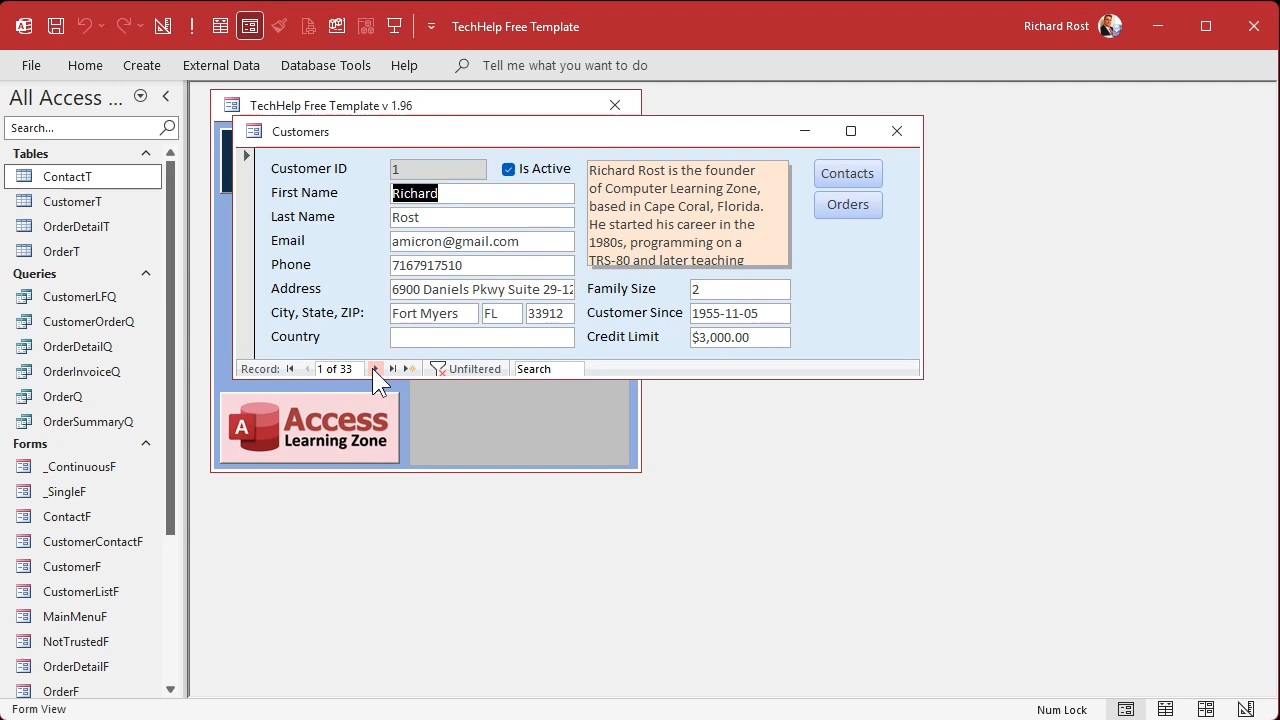 TechHelp Free Template
Richard Rost
File
Home
Create
External Data
Database Tools
Help
Tell me what you want to do
All Access ...
Search...
Tables
ContactT
CustomerT
OrderDetailT
OrderT
Queries
CustomerLFQ
CustomerOrderQ
OrderDetailQ
OrderInvoiceQ
OrderQ
OrderSummaryQ
Forms
_ContinuousF
_SingleF
ContactF
CustomerContactF
CustomerF
CustomerListF
MainMenuF
NotTrustedF
OrderDetailF
OrderF
TechHelp Free Template v 1.96
Customers
Customer ID 1 Is Active
First Name Richard
Last Name Rost
Email amicron@gmail.com
Phone 7167917510
Address 6900 Daniels Pkwy Suite 29-12
City, State, ZIP: Fort Myers FL 33912
Country
Richard Rost is the founder
of Computer Learning Zone,
based in Cape Coral, Florida.
He started his career in the
1980s, programming on a
TRS-80 and later teaching
Family Size 2
Customer Since 1955-11-05
Credit Limit $3,000.00
Contacts
Orders
Record: 1 of 33 Unfiltered Search
A Access
Learning Zone
Form View
Num Lock